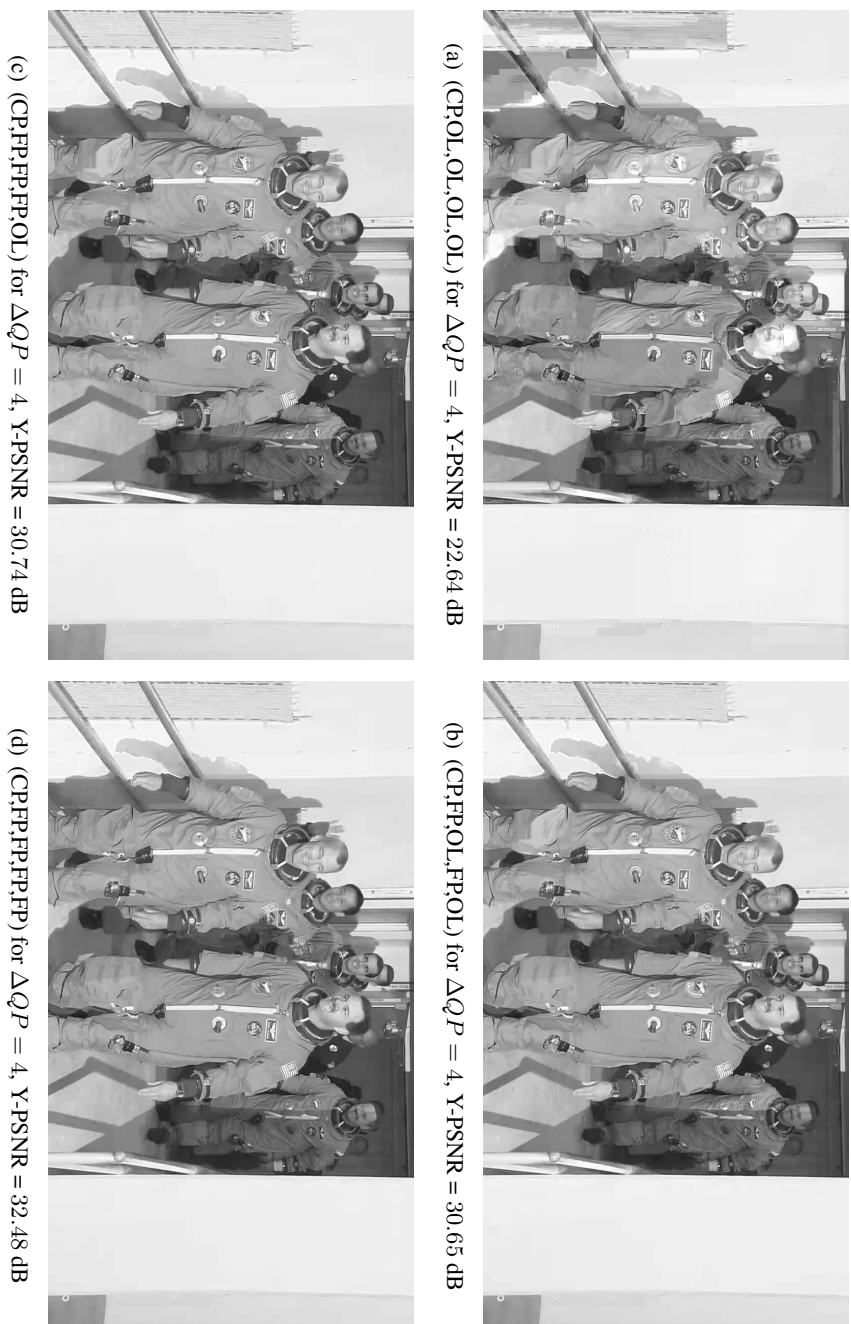 (a) (CP,OL,OL,OL,OL) for ΔQP = 4, Y-PSNR = 22.64 dB
(b) (CP,FP,OL,FP,OL) for ΔQP = 4, Y-PSNR = 30.65 dB
(c) (CP,FP,FP,FP,OL) for ΔQP = 4, Y-PSNR = 30.74 dB
(d) (CP,FP,FP,FP,FP) for ΔQP = 4, Y-PSNR = 32.48 dB